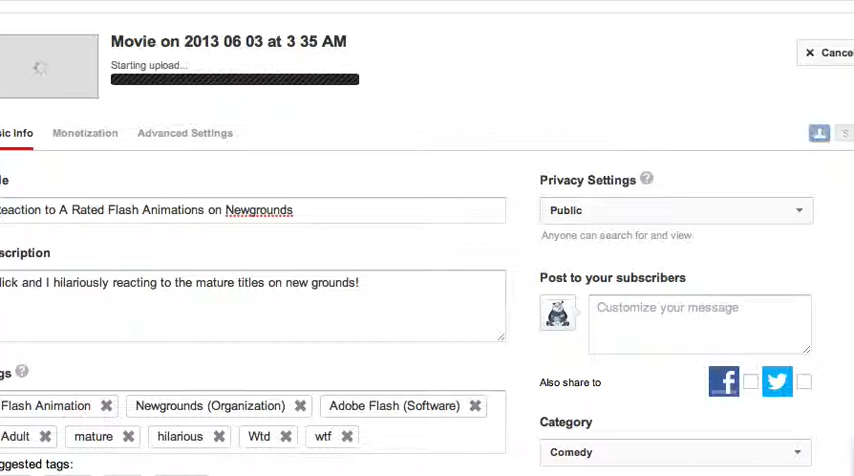 Movie on 2013 06 03 at 3 35 AM
Starting upload...
Cance
sic Info Monetization Advanced Settings
S
le
Privacy Settings
eaction to A Rated Flash Animations on Newgrounds
Public
Anyone can search for and view
scription
ick and I hilariously reacting to the mature titles on new grounds!
Post to your subscribers
Customize your message
gs
Also share to
Flash Animation Newgrounds (Organization) Adobe Flash (Software)
Category
Adult mature hilarious Wtd wtf
Comedy
ggested tags: